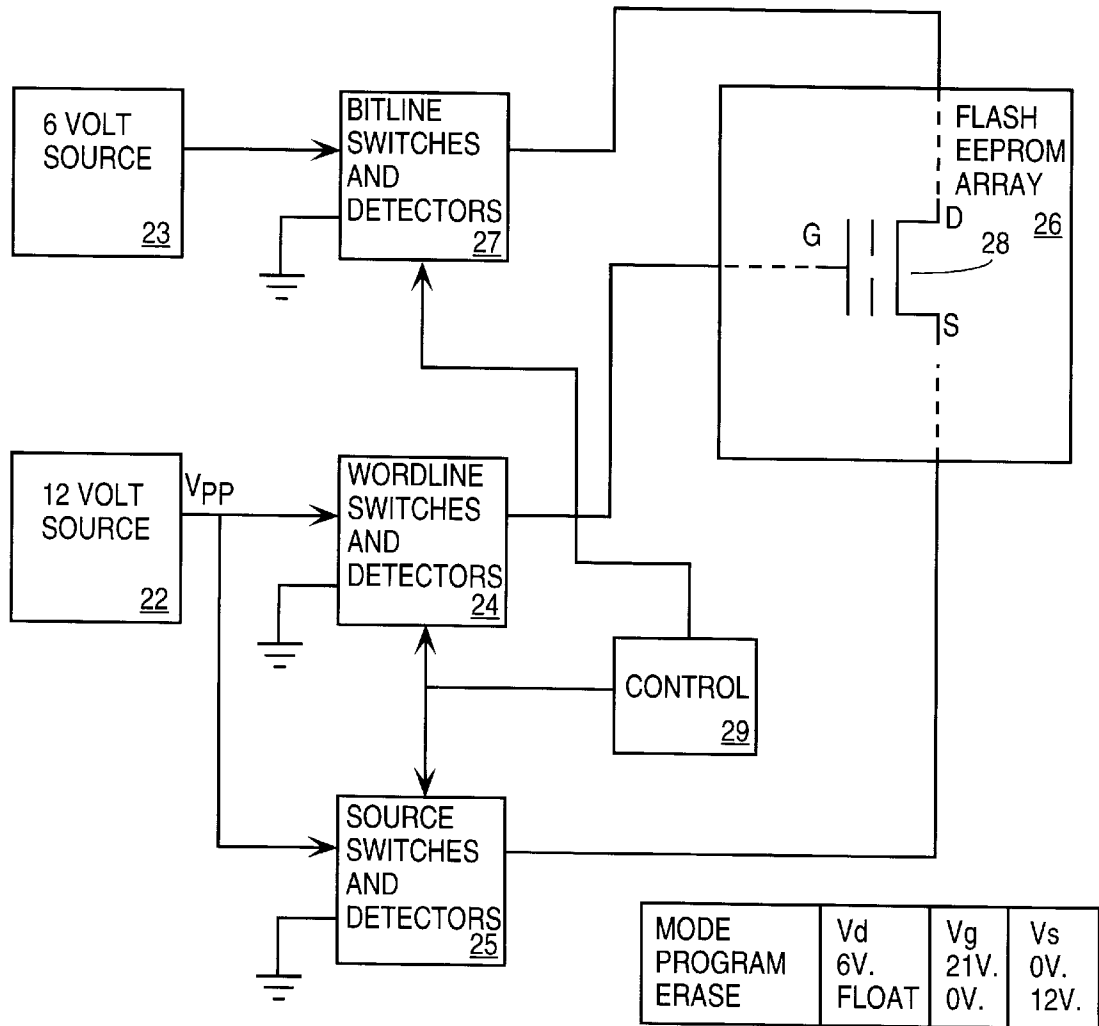 6 VOLT
SOURCE
23
BITLINE
SWITCHES
AND
DETECTORS
27
FLASH
EEPROM
ARRAY
26
D
G
28
S
12 VOLT
SOURCE
22
VPP
WORDLINE
SWITCHES
AND
DETECTORS
24
CONTROL
29
SOURCE
SWITCHES
AND
DETECTORS
25
MODE Vd Vg Vs
PROGRAM 6V. 21V. 0V.
ERASE FLOAT 0V. 12V.